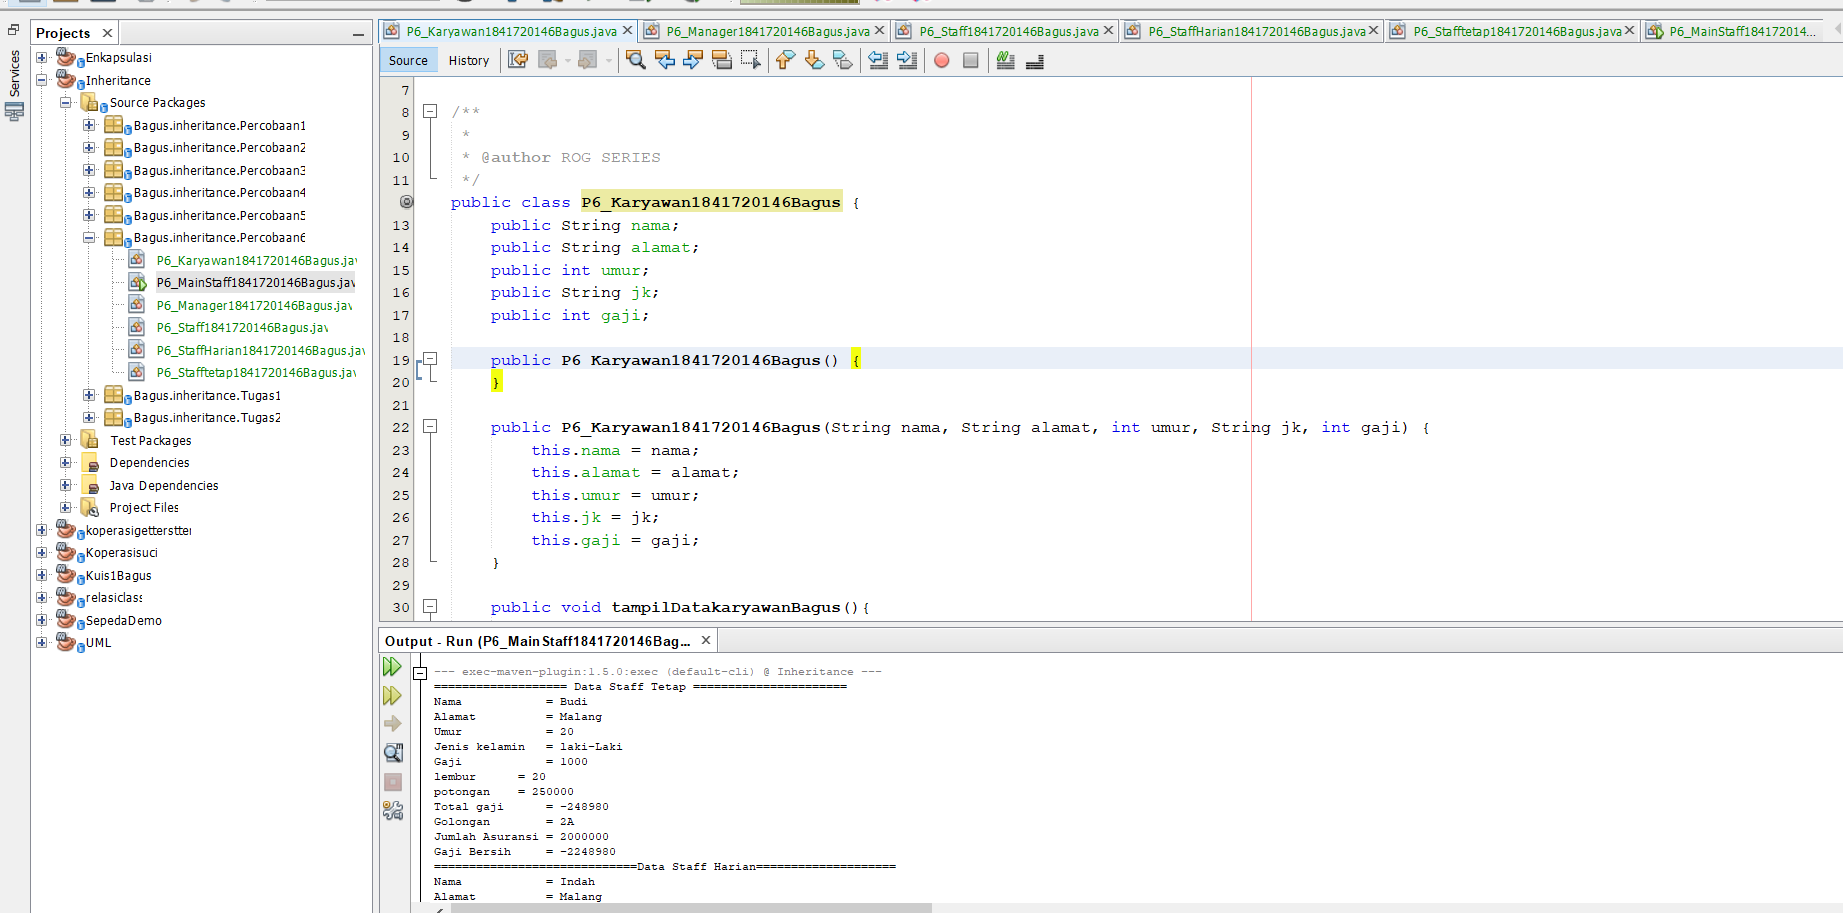 Services
Projects
Enkapsulasi
Inheritance
Source Packages
Bagus.inheritance.Percobaan1
Bagus.inheritance.Percobaan2
Bagus.inheritance.Percobaan3
Bagus.inheritance.Percobaan4
Bagus.inheritance.Percobaan5
Bagus.inheritance.Percobaan6
P6_Karyawan1841720146Bagus.jav
P6_MainStaff1841720146Bagus.jav
P6_Manager1841720146Bagus.jav
P6_Staff1841720146Bagus.jav
P6_StaffHarian1841720146Bagus.jav
P6_Stafftetap1841720146Bagus.jav
Bagus.inheritance.Tugas1
Bagus.inheritance.Tugas2
Test Packages
Dependencies
Java Dependencies
Project Files
koperasigetterstter
Koperasisuci
Kuis1Bagus
relasiclass
SepedaDemo
UML
P6_Karyawan1841720146Bagus.java
P6_Manager1841720146Bagus.java
P6_Staff1841720146Bagus.java
P6_StaffHarian1841720146Bagus.java
P6_Stafftetap1841720146Bagus.java
P6_MainStaff184172014...
Source History
7
8 /**
9 *
10 * @author ROG SERIES
11 */
public class P6_Karyawan1841720146Bagus {
13 public String nama;
14 public String alamat;
15 public int umur;
16 public String jk;
17 public int gaji;
18
19 public P6 Karyawan1841720146Bagus() {
20 }
21
22 public P6_Karyawan1841720146Bagus(String nama, String alamat, int umur, String jk, int gaji) {
23 this.nama = nama;
24 this.alamat = alamat;
25 this.umur = umur;
26 this.jk = jk;
27 this.gaji = gaji;
28 }
29
30 public void tampilDatakaryawanBagus(){
Output - Run (P6_MainStaff1841720146Bag...
--- exec-maven-plugin:1.5.0:exec (default-cli) @ Inheritance ---
=================== Data Staff Tetap ======================
Nama = Budi
Alamat = Malang
Umur = 20
Jenis kelamin = laki-Laki
Gaji = 1000
lembur = 20
potongan = 250000
Total gaji = -248980
Golongan = 2A
Jumlah Asuransi = 2000000
Gaji Bersih = -2248980
=============================Data Staff Harian====================
Nama = Indah
Alamat = Malang